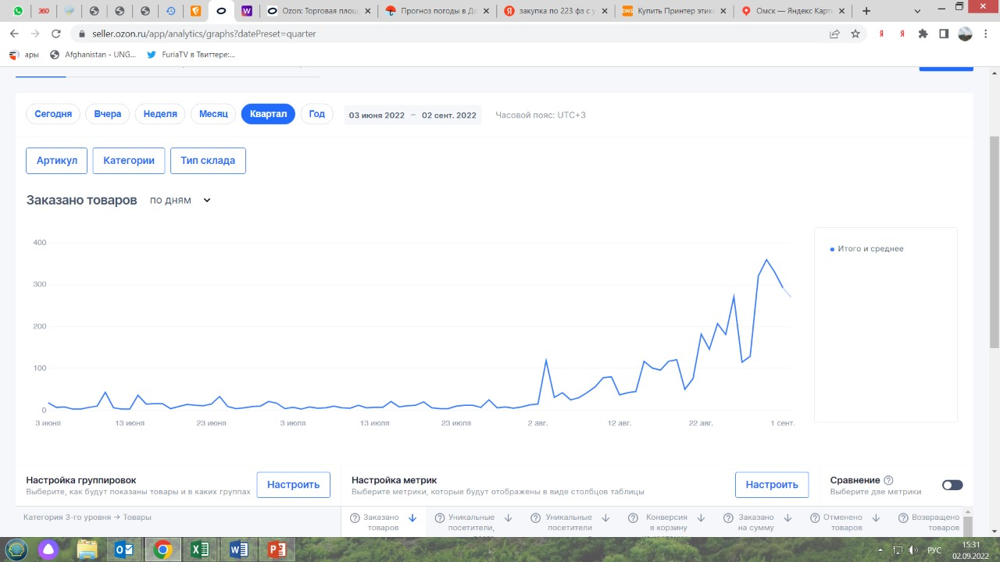 360
W
Ozon: Торговая площ
Прогноз погоды в До
Я закупка по 223 фз су
DNS Купить Принтер этике
Омск — Яндекс Карты
seller.ozon.ru/app/analytics/graphs?datePreset=quarter
Я Я
ары Afghanistan - UNG... FuriaTV в Твиттере:...
Сегодня Вчера Неделя Месяц Квартал Год 03 июня 2022 – 02 сент. 2022 Часовой пояс: UTC+3
Артикул Категории Тип склада
Заказано товаров по дням
400
300
200
100
0
3 июня 13 июня 23 июня 3 июля 13 июля 23 июля 2 авг. 12 авг. 22 авг. 1 сент.
Итого и среднее
Настройка группировок
Выберите, как будут показаны товары и в каких группах
Настроить
Настройка метрик
Выберите метрики, которые будут отображены в виде столбцов таблицы
Настроить
Сравнение
Выберите две метрики
Категория 3-го уровня → Товары
Заказано товаров
Уникальные посетители,
Уникальные посетители
Конверсия в корзину
Заказано на сумму
Отменено товаров
Возвращено товаров
РУС
15:31
02.09.2022